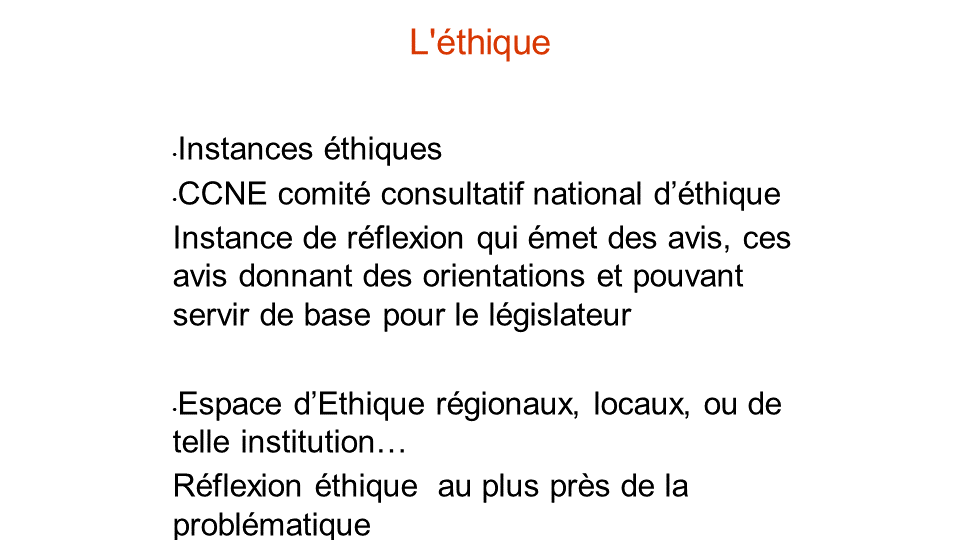 L'éthique
•Instances éthiques
•CCNE comité consultatif national d’éthique
Instance de réflexion qui émet des avis, ces
avis donnant des orientations et pouvant
servir de base pour le législateur
•Espace d’Ethique régionaux, locaux, ou de
telle institution…
Réflexion éthique  au plus près de la
problématique